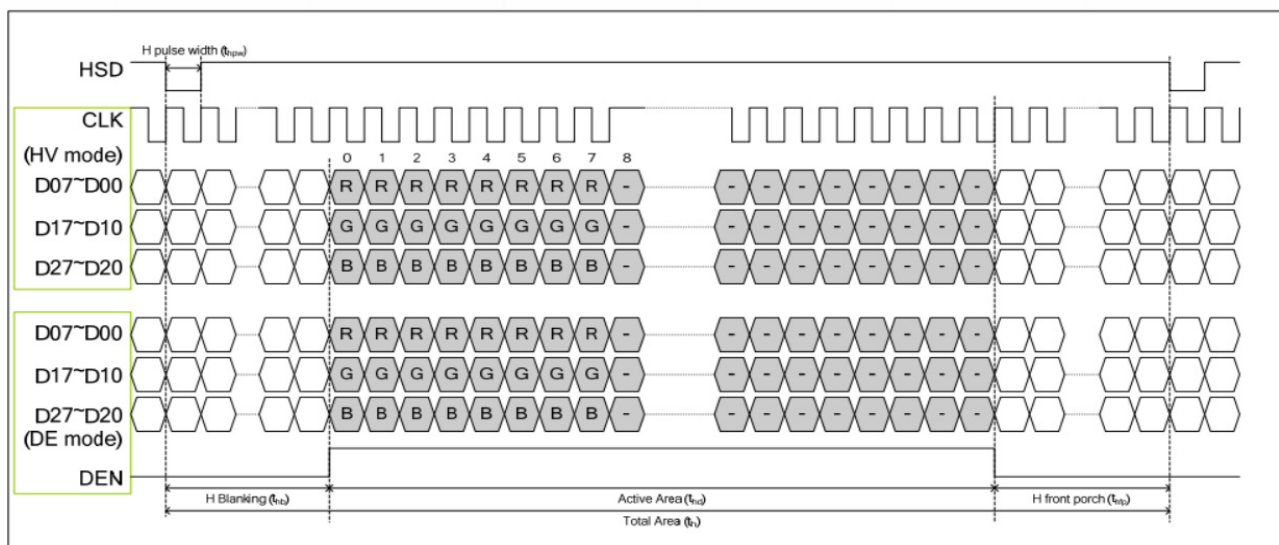 H pulse width (thpw)
HSD
CLK
(HV mode)
0 1 2 3 4 5 6 7 8
D07~D00 R R R R R R R R - - - - - - - - -
D17~D10 G G G G G G G G - - - - - - - - -
D27~D20 B B B B B B B B - - - - - - - - -
D07~D00 R R R R R R R R - - - - - - - - -
D17~D10 G G G G G G G G - - - - - - - - -
D27~D20 B B B B B B B B - - - - - - - - -
(DE mode)
DEN
H Blanking (thb) Active Area (thd) H front porch (thfp)
Total Area (th)